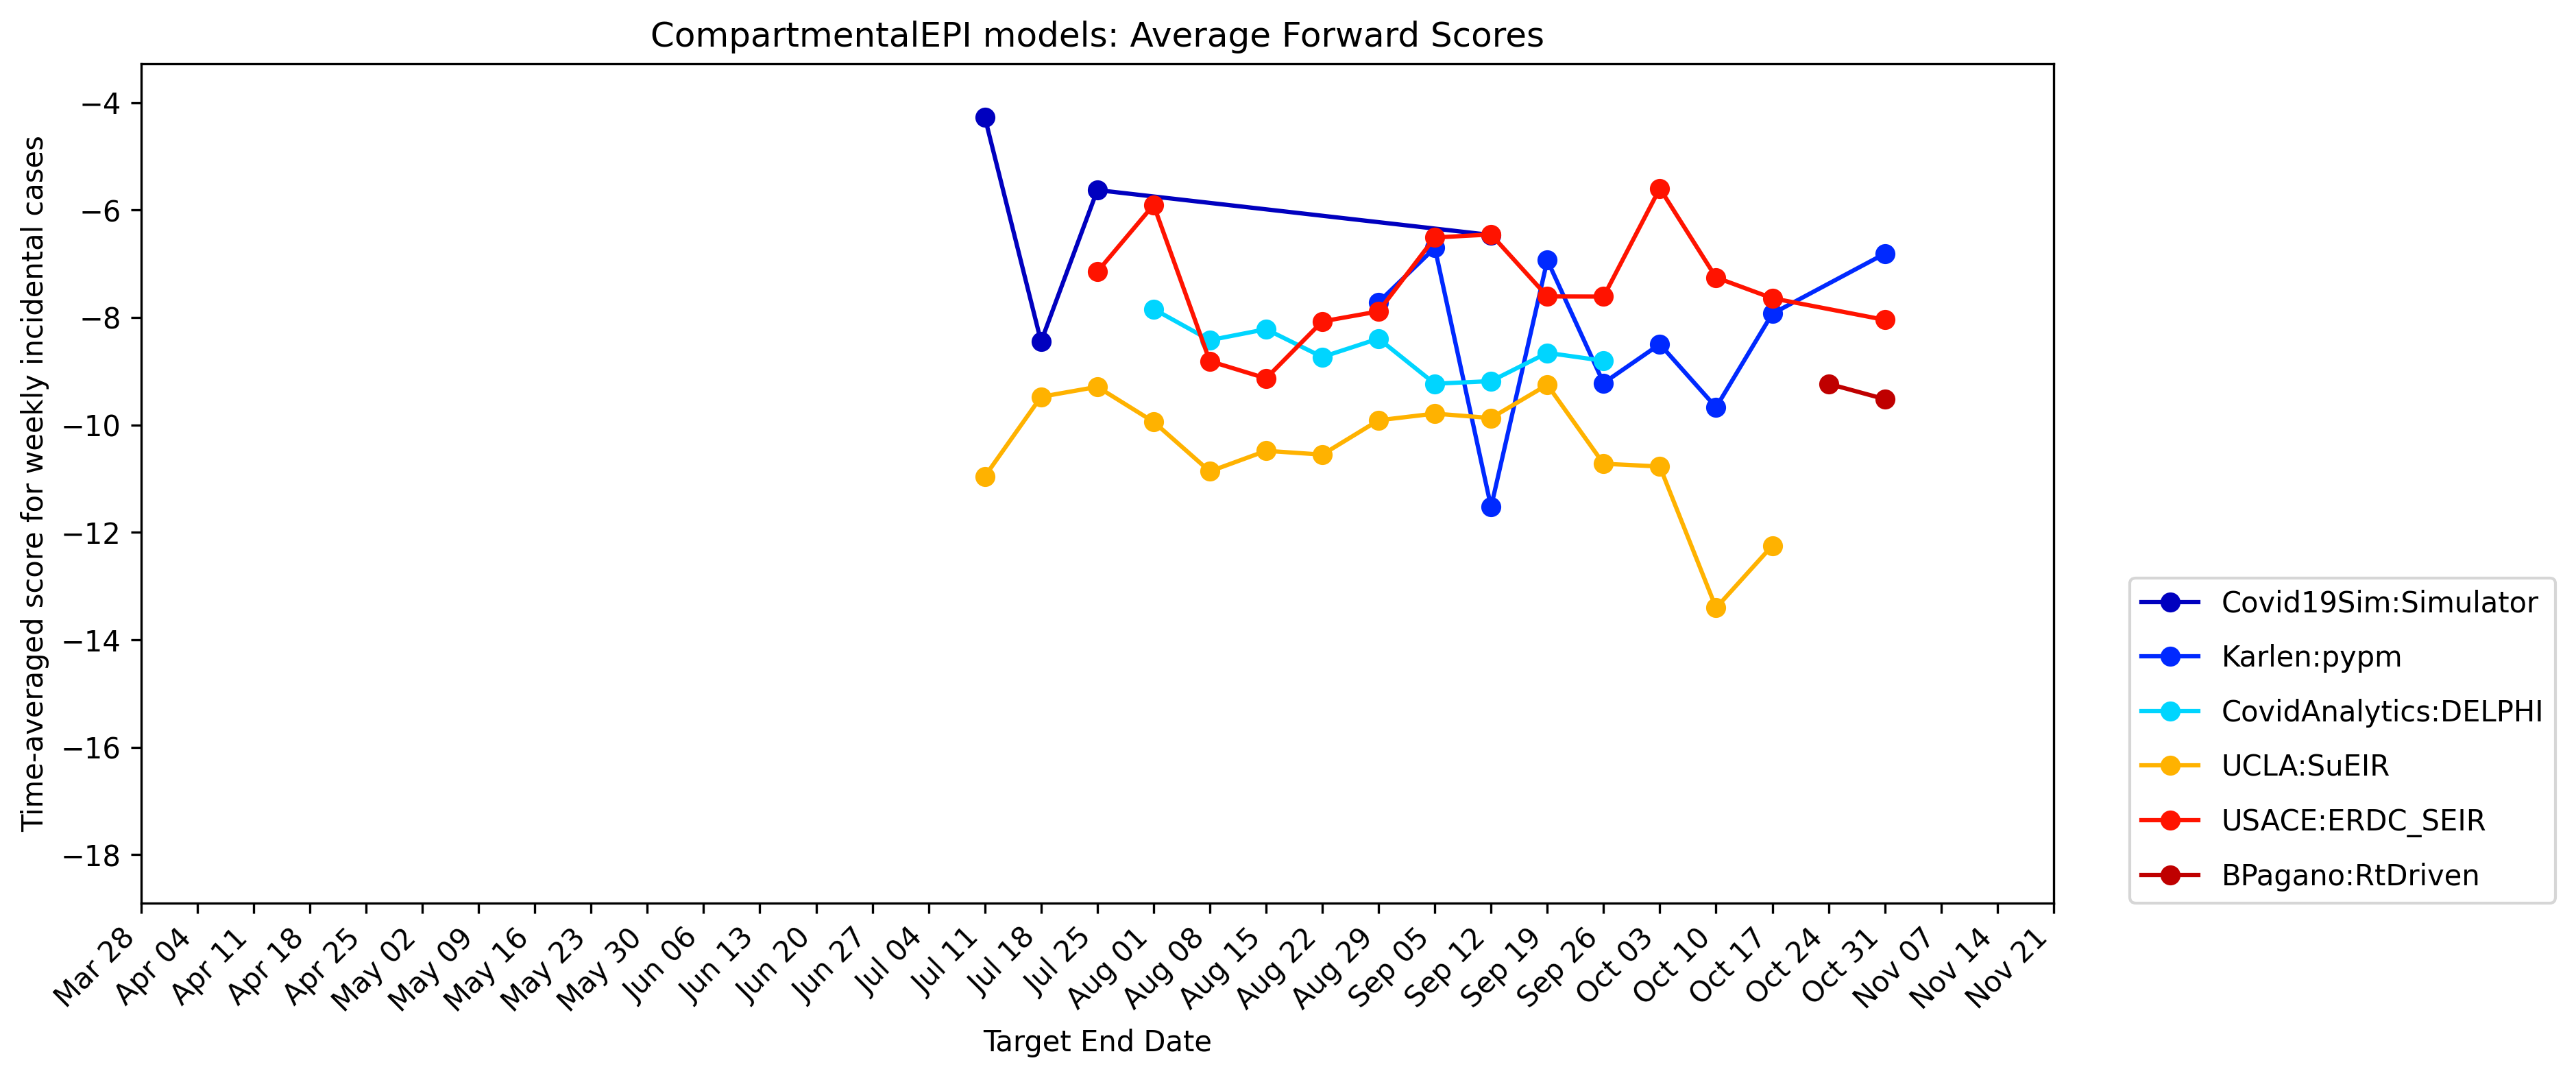 CompartmentalEPI models: Average Forward Scores
Time-averaged score for weekly incidental cases
−4
−6
−8
−10
−12
−14
−16
−18
Mar 28
Apr 04
Apr 11
Apr 18
Apr 25
May 02
May 09
May 16
May 23
May 30
Jun 06
Jun 13
Jun 20
Jun 27
Jul 04
Jul 11
Jul 18
Jul 25
Aug 01
Aug 08
Aug 15
Aug 22
Aug 29
Sep 05
Sep 12
Sep 19
Sep 26
Oct 03
Oct 10
Oct 17
Oct 24
Oct 31
Nov 07
Nov 14
Nov 21
Target End Date
Covid19Sim:Simulator
Karlen:pypm
CovidAnalytics:DELPHI
UCLA:SuEIR
USACE:ERDC_SEIR
BPagano:RtDriven